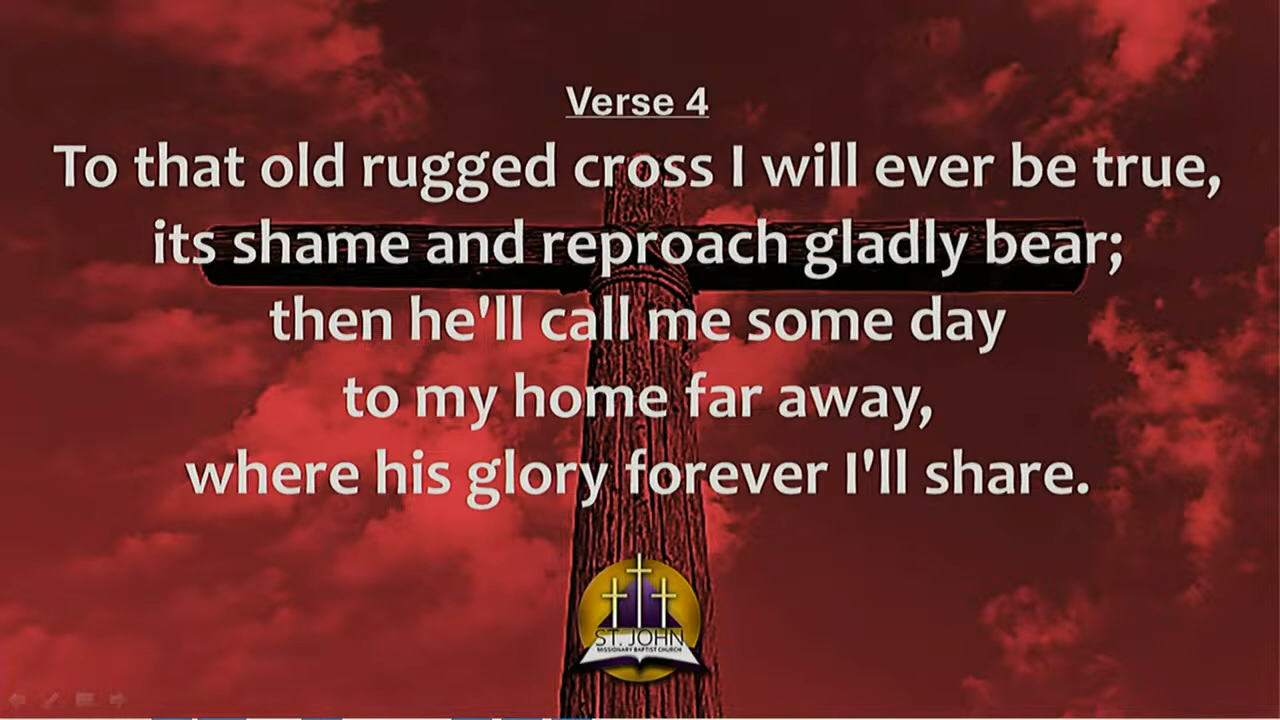 Verse 4
To that old rugged cross I will ever be true,
its shame and reproach gladly bear;
then he'll call me some day
to my home far away,
where his glory forever I'll share.
ST. JOHN
MISSIONARY BAPTIST CHURCH